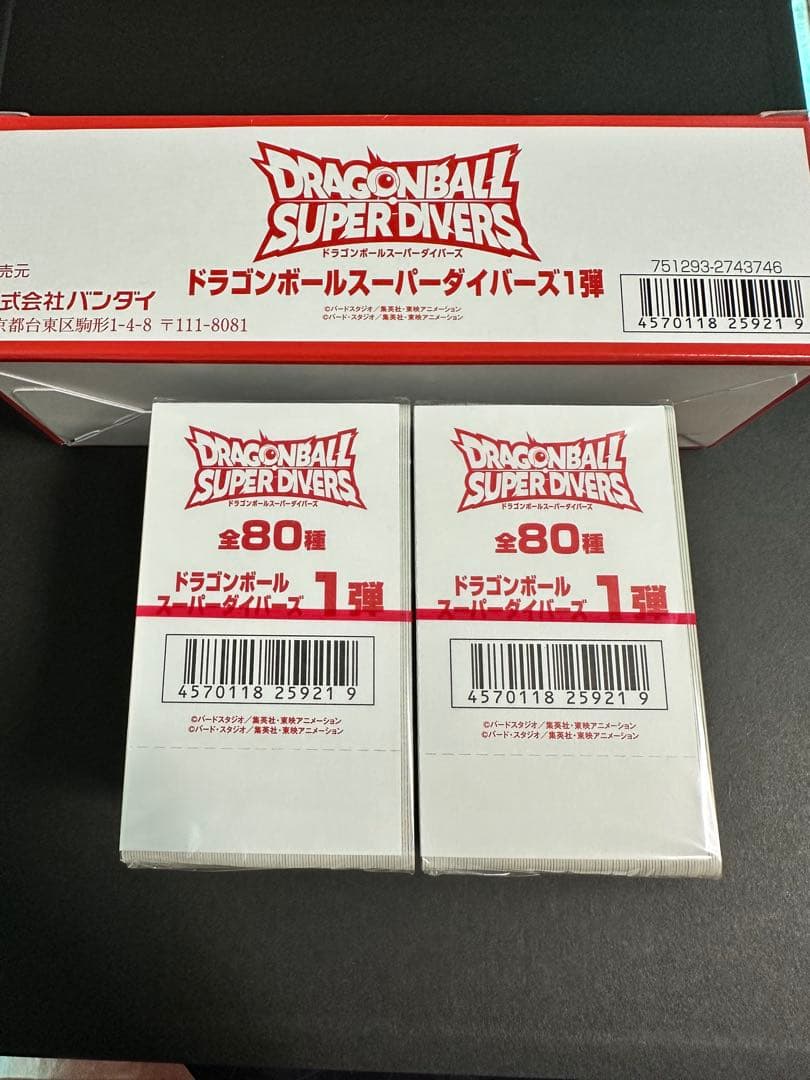 DRAGONBALL
SUPER DIVERS
ドラゴンボールスーパーダイバーズ
ドラゴンボールスーパーダイバーズ1弾
©バードスタジオ/集英社・東映アニメーション
©バード・スタジオ/集英社・東映アニメーション
売元
式会社バンダイ
京都台東区駒形1-4-8 〒111-8081
751293-2743746
4570118 25921 9
DRAGONBALL
SUPER DIVERS
ドラゴンボールスーパーダイバーズ
全80種
ドラゴンボール
スーパーダイバーズ 1弾
4570118 25921 9
©バードスタジオ/集英社・東映アニメーション
©バード・スタジオ/集英社・東映アニメーション
DRAGONBALL
SUPER DIVERS
ドラゴンボールスーパーダイバーズ
全80種
ドラゴンボール
スーパーダイバーズ 1弾
4570118 25921 9
©バードスタジオ/集英社・東映アニメーション
©バード・スタジオ/集英社・東映アニメーション